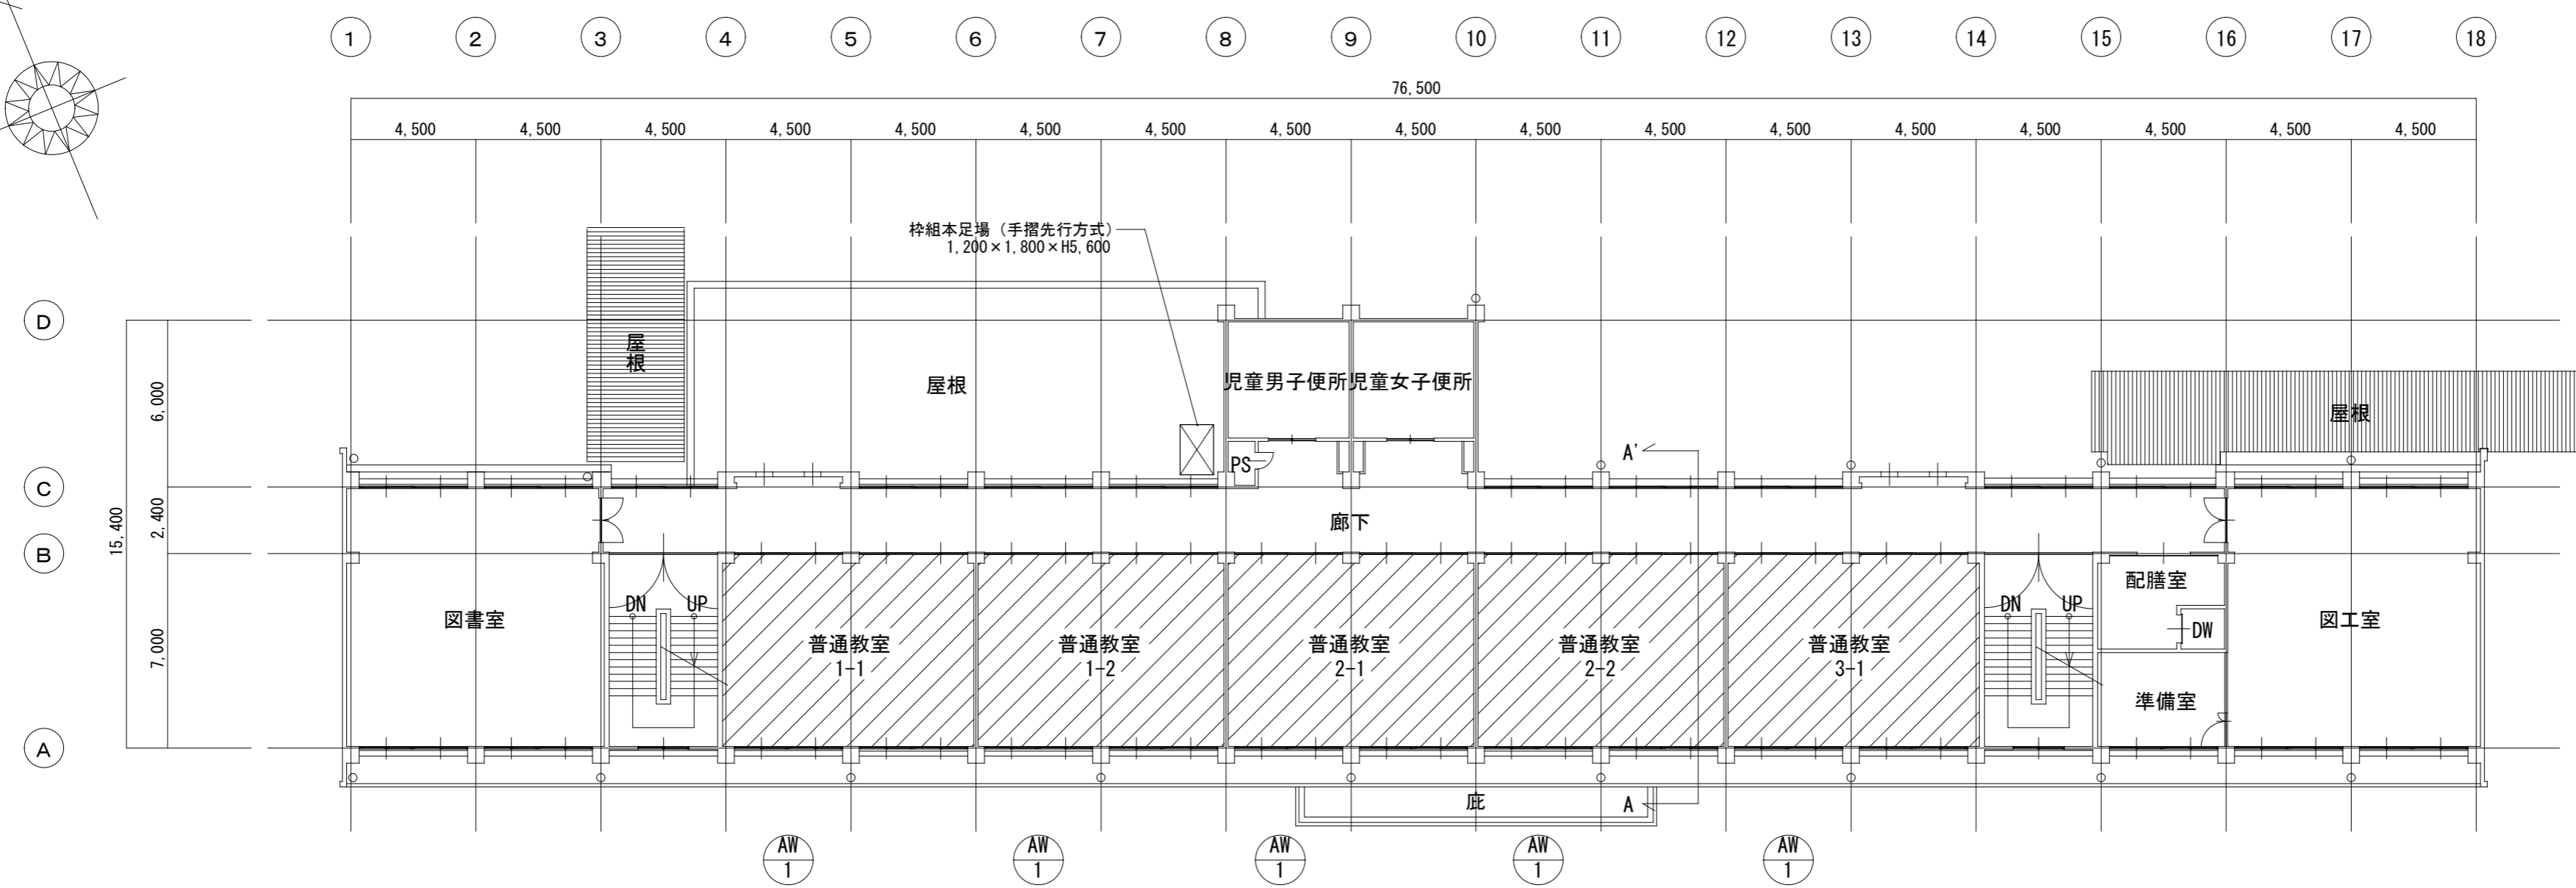 1 2 3 4 5 6 7 8 9 10 11 12 13 14 15 16 17 18
76,500
4,500 4,500 4,500 4,500 4,500 4,500 4,500 4,500 4,500 4,500 4,500 4,500 4,500 4,500 4,500 4,500 4,500
枠組本足場（手摺先行方式）
1,200×1,800×H5,600
D
屋根
屋根
児童男子便所
児童女子便所
屋根
6,000
PS
A'
C
15,400
2,400
廊下
B
7,000
図書室
DN
UP
普通教室
1-1
普通教室
1-2
普通教室
2-1
普通教室
2-2
普通教室
3-1
DN
UP
配膳室
DW
図工室
準備室
A
庇
A
AW
1
AW
1
AW
1
AW
1
AW
1